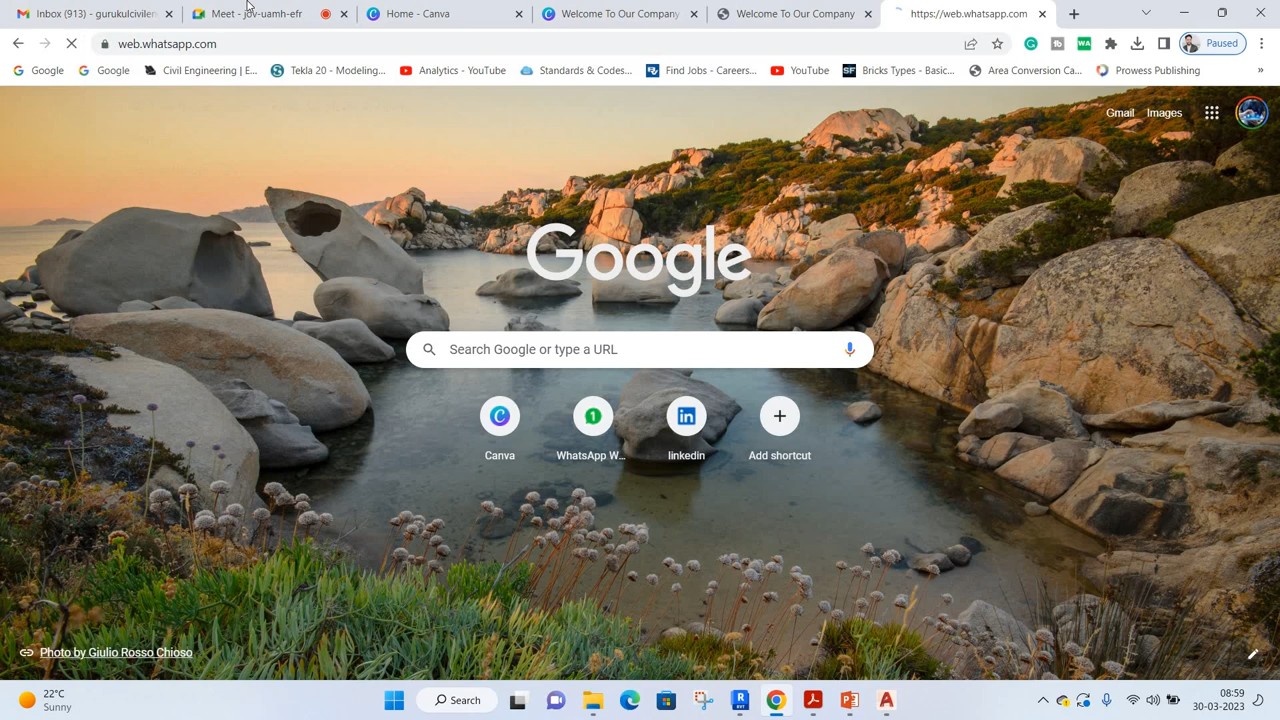 Inbox (913) - gurukulcivilen
Meet - jov-uamh-efr
Home - Canva
Welcome To Our Company
Welcome To Our Company
https://web.whatsapp.com
web.whatsapp.com
Paused
Google
Google
Civil Engineering | E...
Tekla 20 - Modeling...
Analytics - YouTube
Standards & Codes...
Find Jobs - Careers...
YouTube
Bricks Types - Basic...
Area Conversion Ca...
Prowess Publishing
»
Gmail
Images
Google
Search Google or type a URL
Canva
WhatsApp W...
linkedin
Add shortcut
Photo by Giulio Rosso Chioso
22°C
Sunny
Search
08:59
30-03-2023